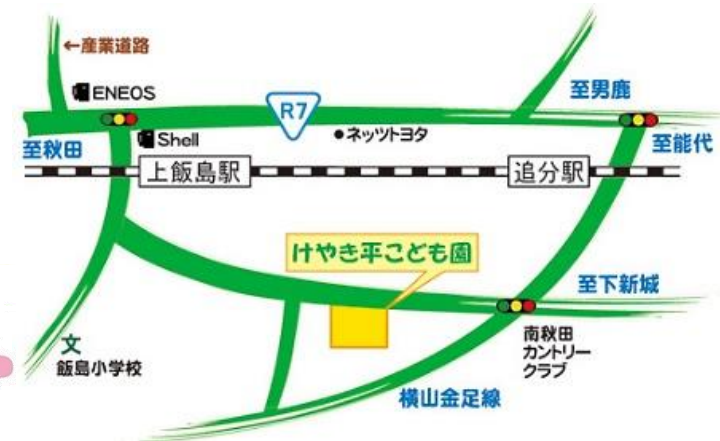 ←産業道路
ENEOS
R7
至男鹿
至秋田
Shell
●ネッツトヨタ
至能代
上飯島駅
追分駅
けやき平こども園
至下新城
文
飯島小学校
南秋田
カントリー
クラブ
横山金足線